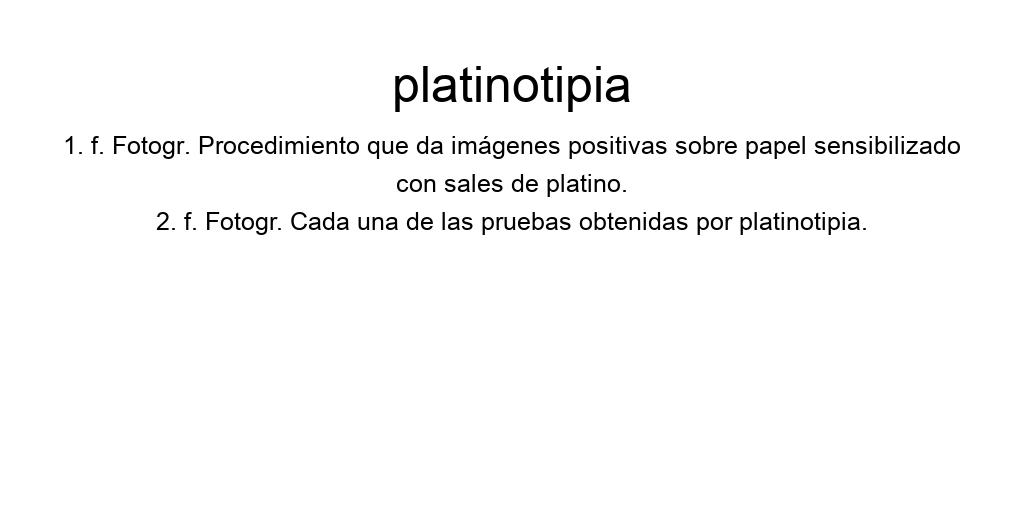 platinotipia
1. f. Fotogr. Procedimiento que da imágenes positivas sobre papel sensibilizado
con sales de platino.
2. f. Fotogr. Cada una de las pruebas obtenidas por platinotipia.